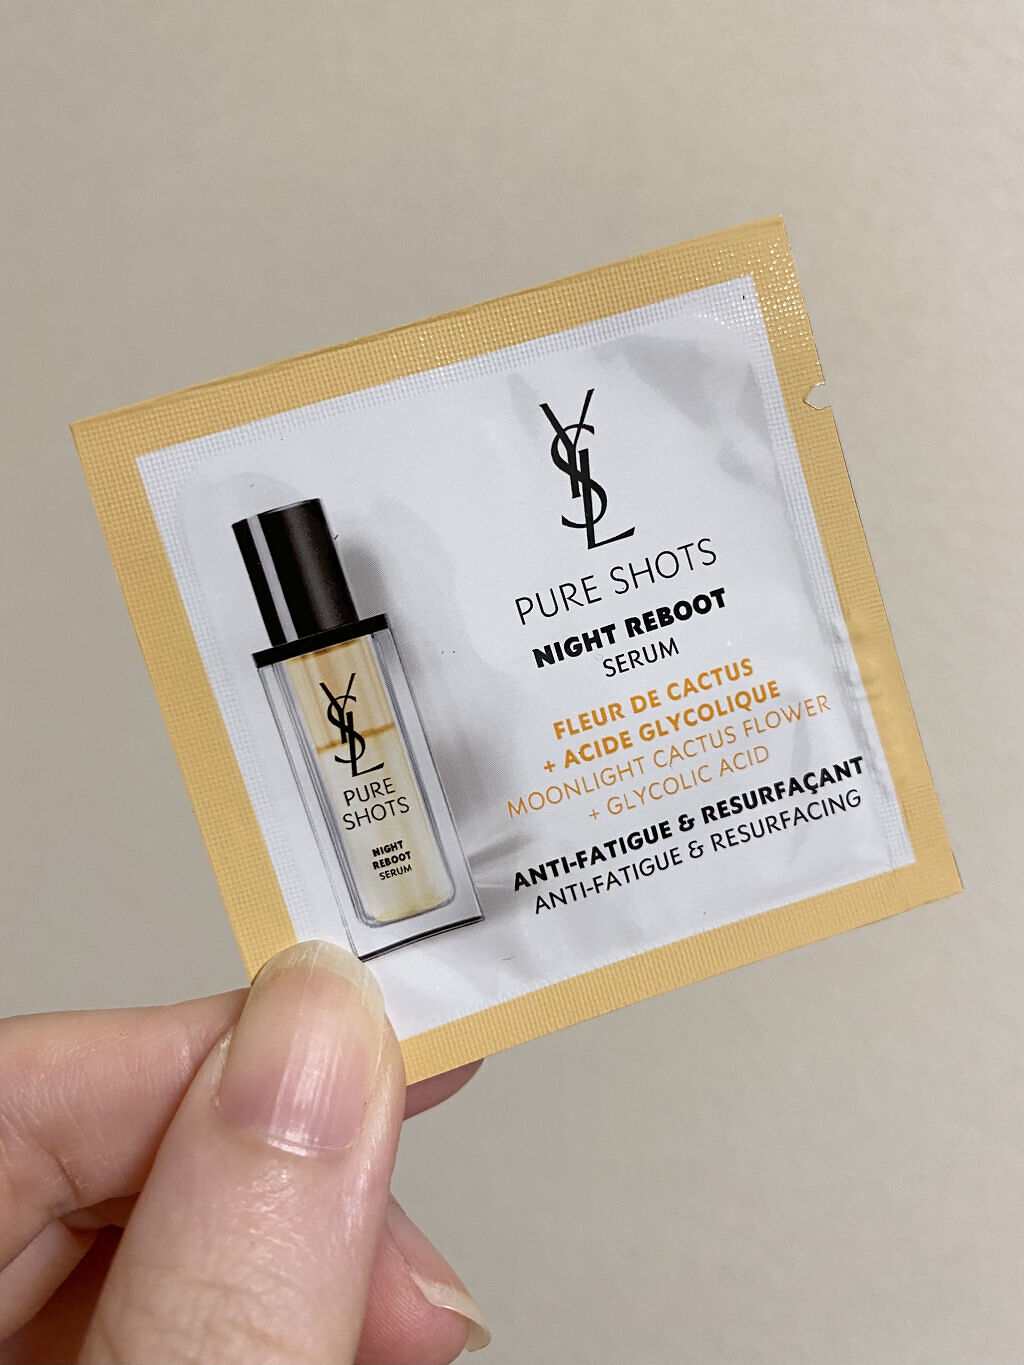 YSL
PURE SHOTS
NIGHT REBOOT
SERUM
FLEUR DE CACTUS
+ ACIDE GLYCOLIQUE
MOONLIGHT CACTUS FLOWER
+ GLYCOLIC ACID
ANTI-FATIGUE & RESURFAÇANT
ANTI-FATIGUE & RESURFACING
YSL
PURE
SHOTS
NIGHT
REBOOT
SERUM